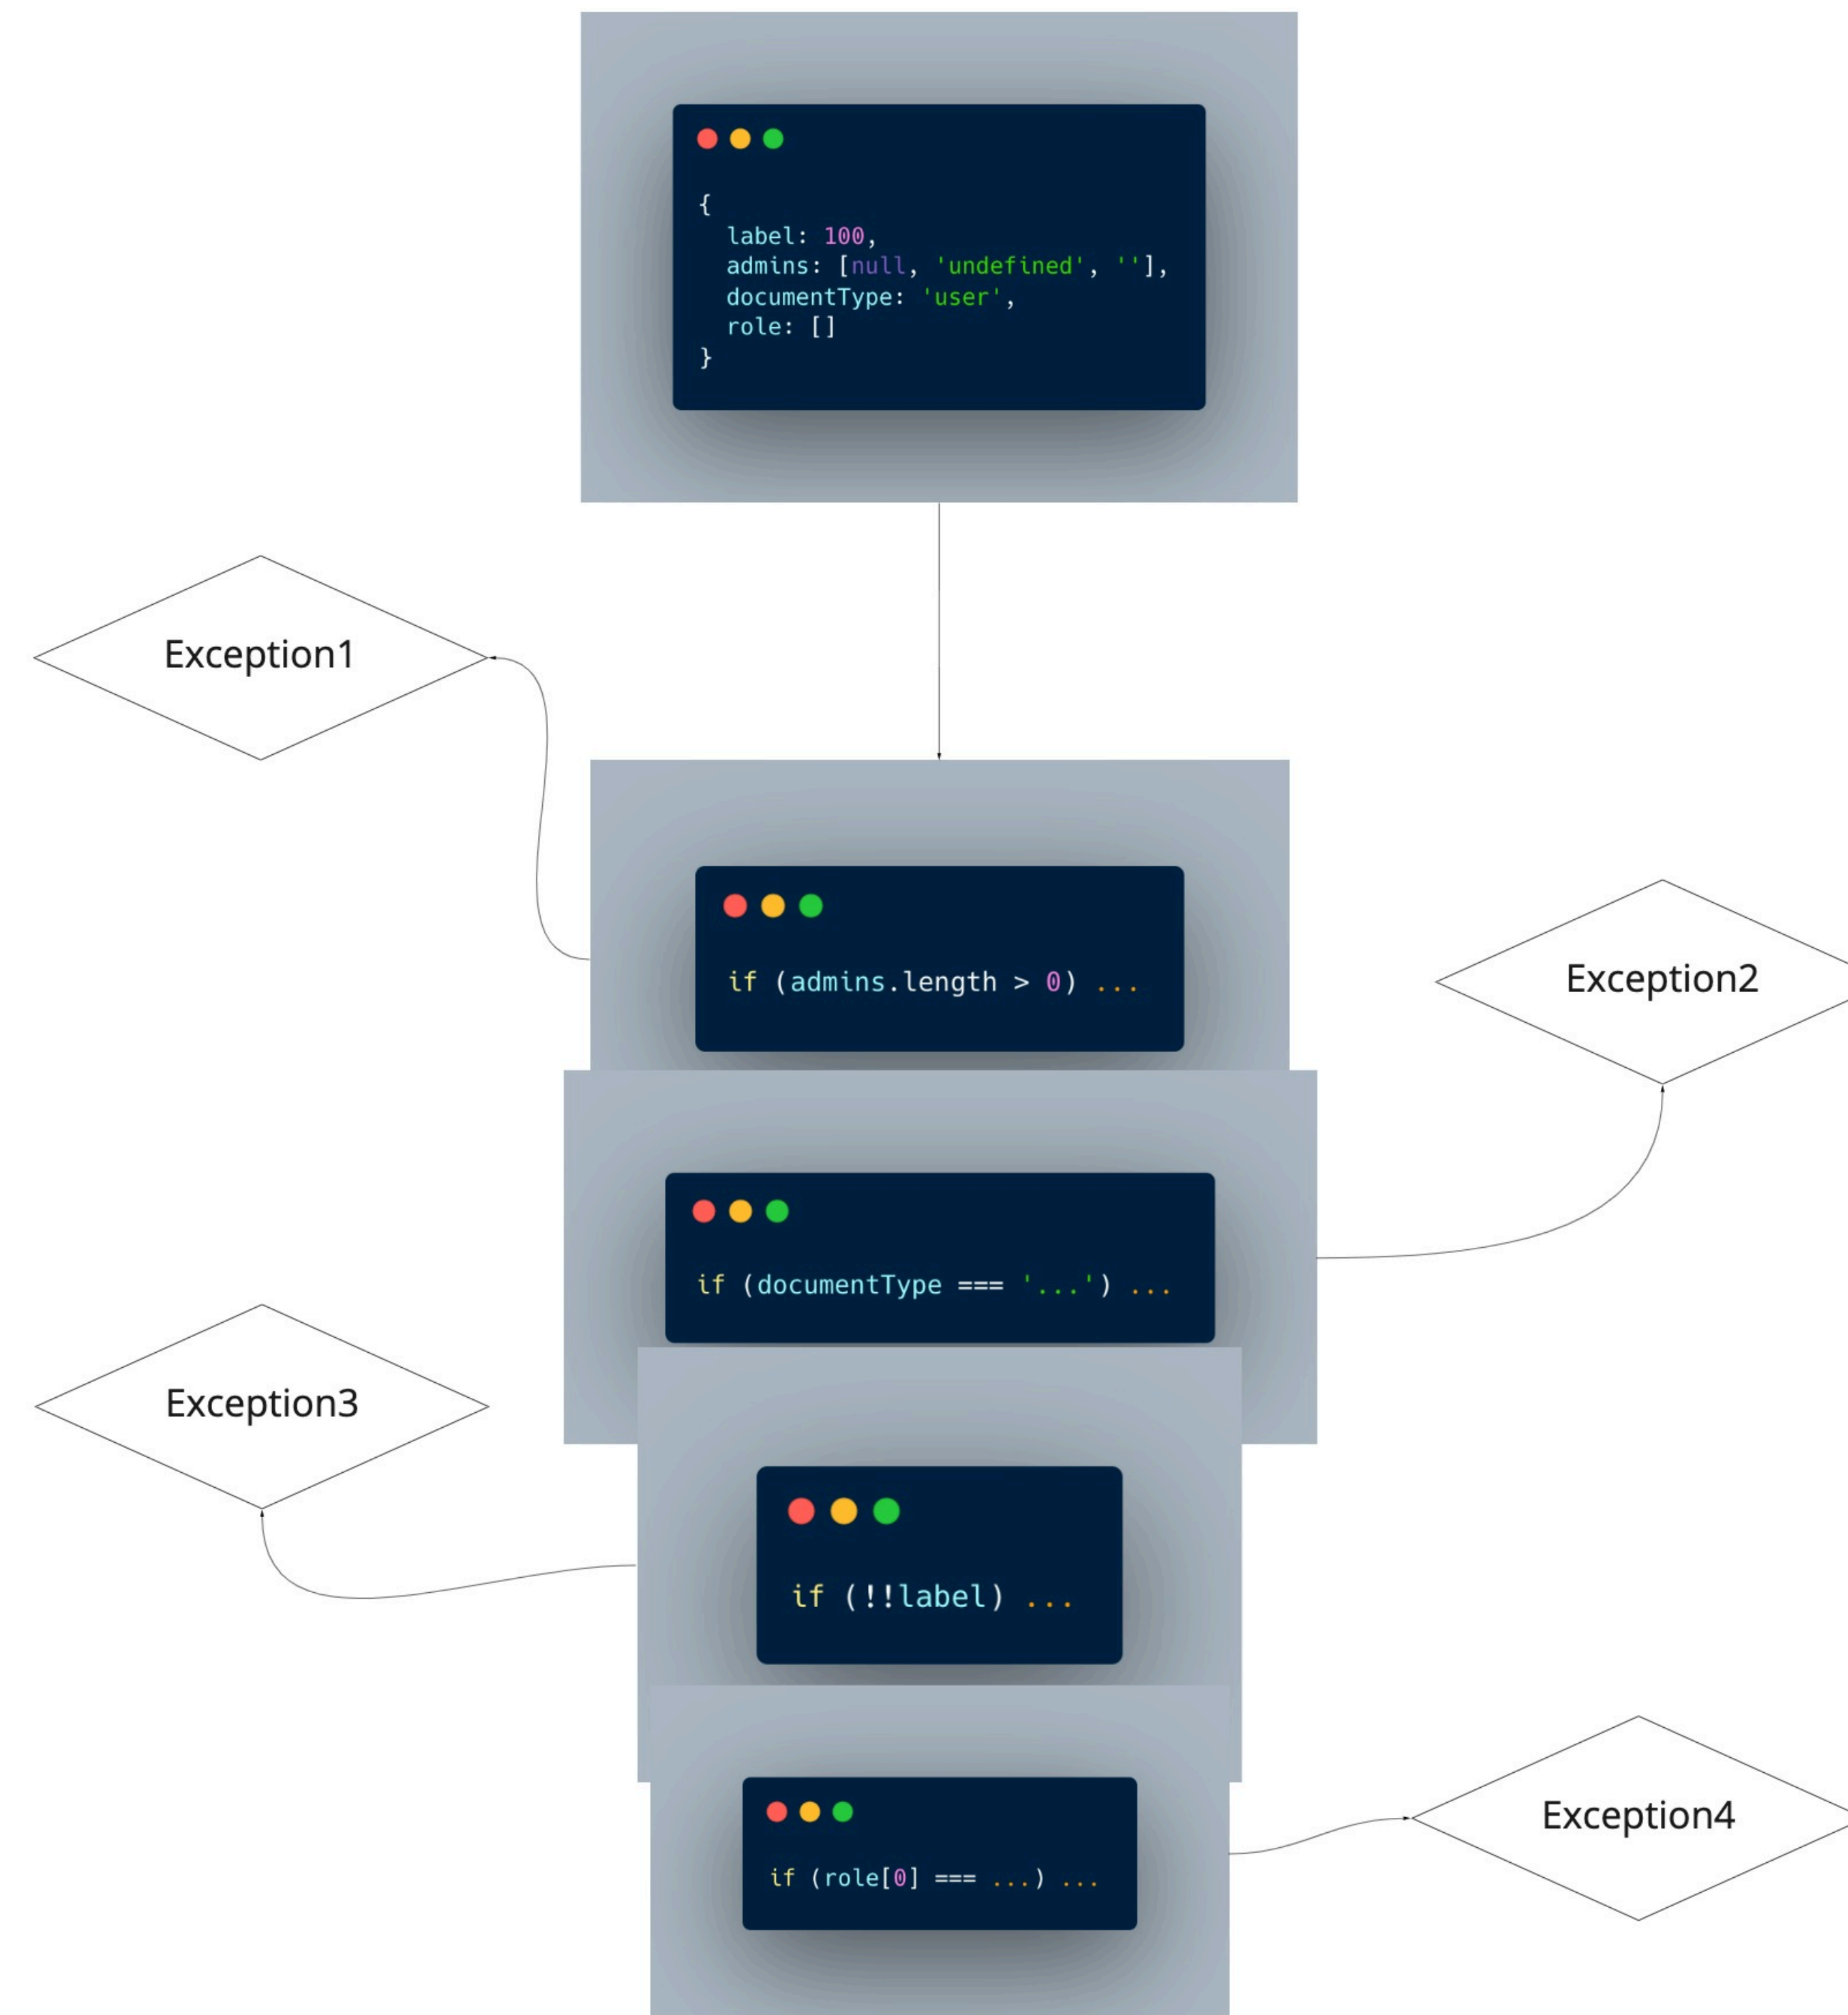 {
  label: 100,
  admins: [null, 'undefined', ''],
  documentType: 'user',
  role: []
}
Exception1
if (admins.length > 0) ...
Exception2
if (documentType === '...') ...
Exception3
if (!!label) ...
Exception4
if (role[0] === ...) ...